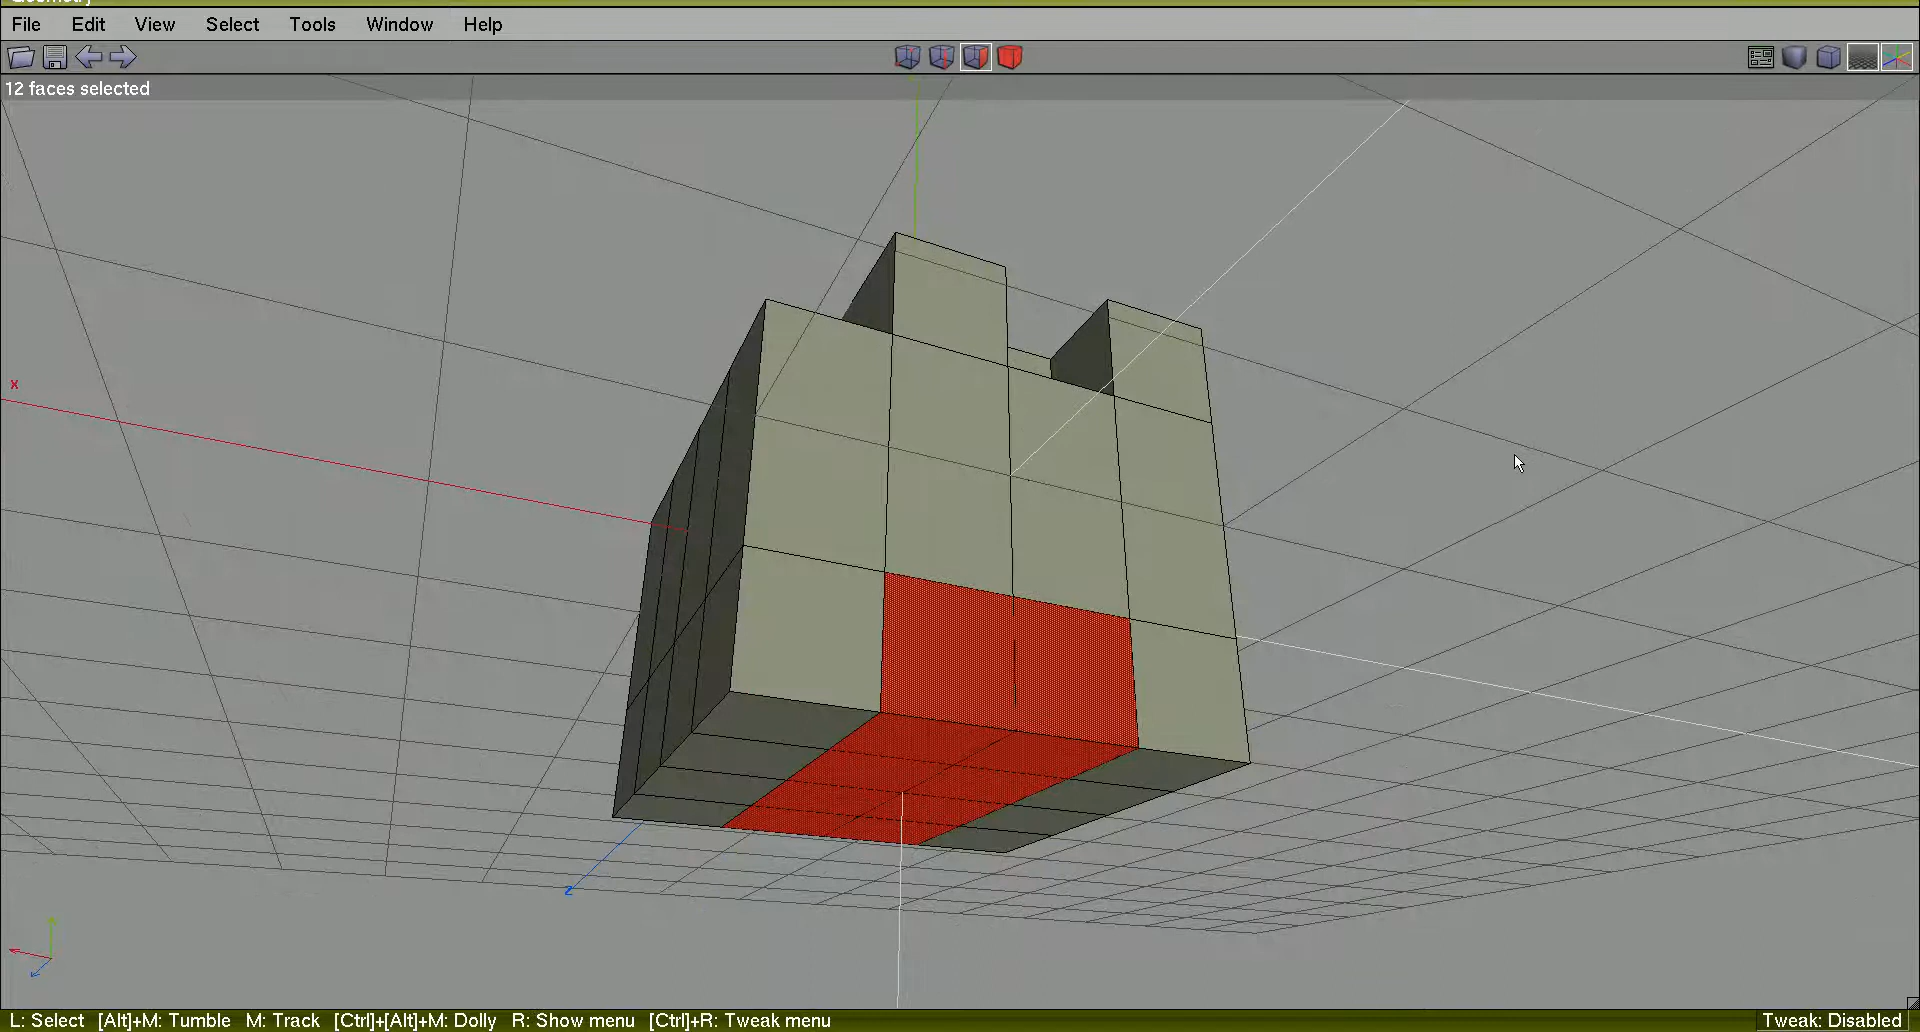 Geometry
File Edit View Select Tools Window Help
12 faces selected
x
z
L: Select [Alt]+M: Tumble M: Track [Ctrl]+[Alt]+M: Dolly R: Show menu [Ctrl]+R: Tweak menu Tweak: Disabled